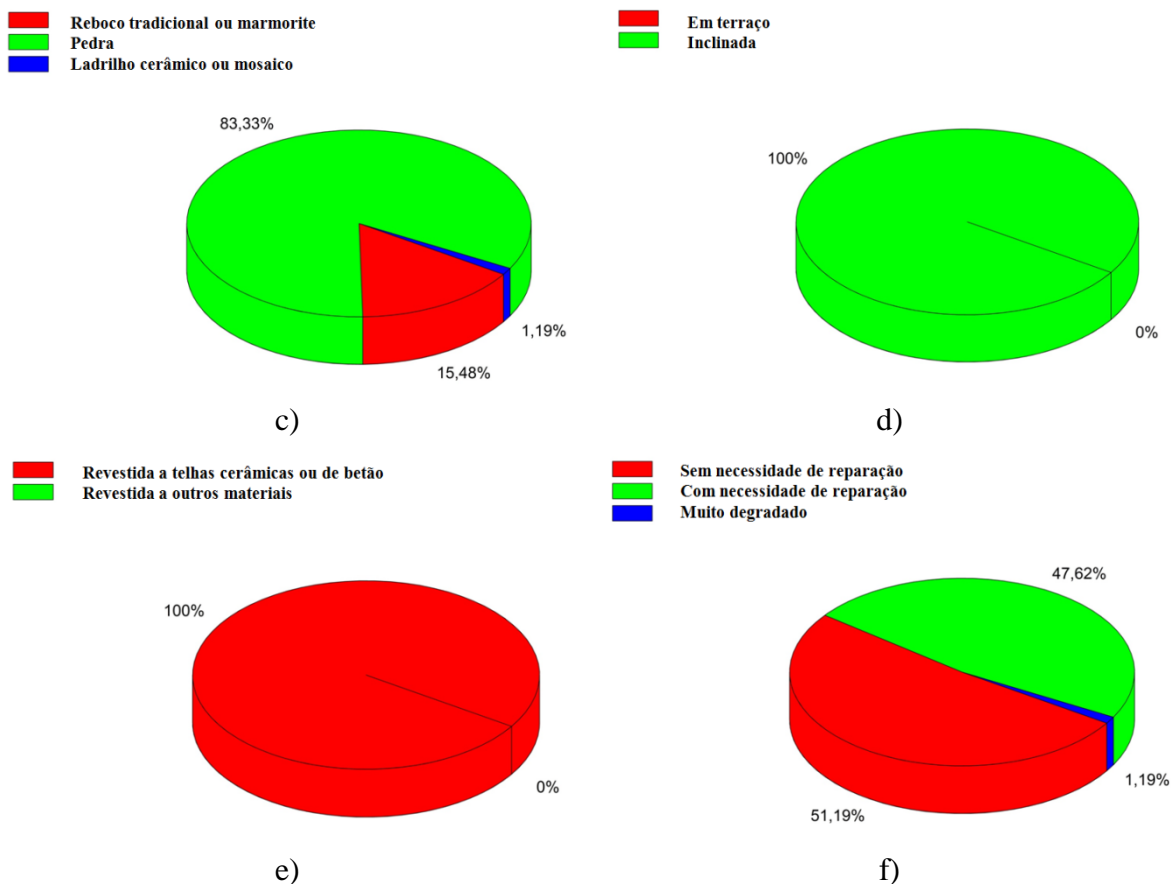 Reboco tradicional ou marmorite
Pedra
Ladrilho cerâmico ou mosaico
83,33%
1,19%
15,48%
c)
Em terraço
Inclinada
100%
0%
d)
Revestida a telhas cerâmicas ou de betão
Revestida a outros materiais
100%
0%
e)
Sem necessidade de reparação
Com necessidade de reparação
Muito degradado
47,62%
1,19%
51,19%
f)